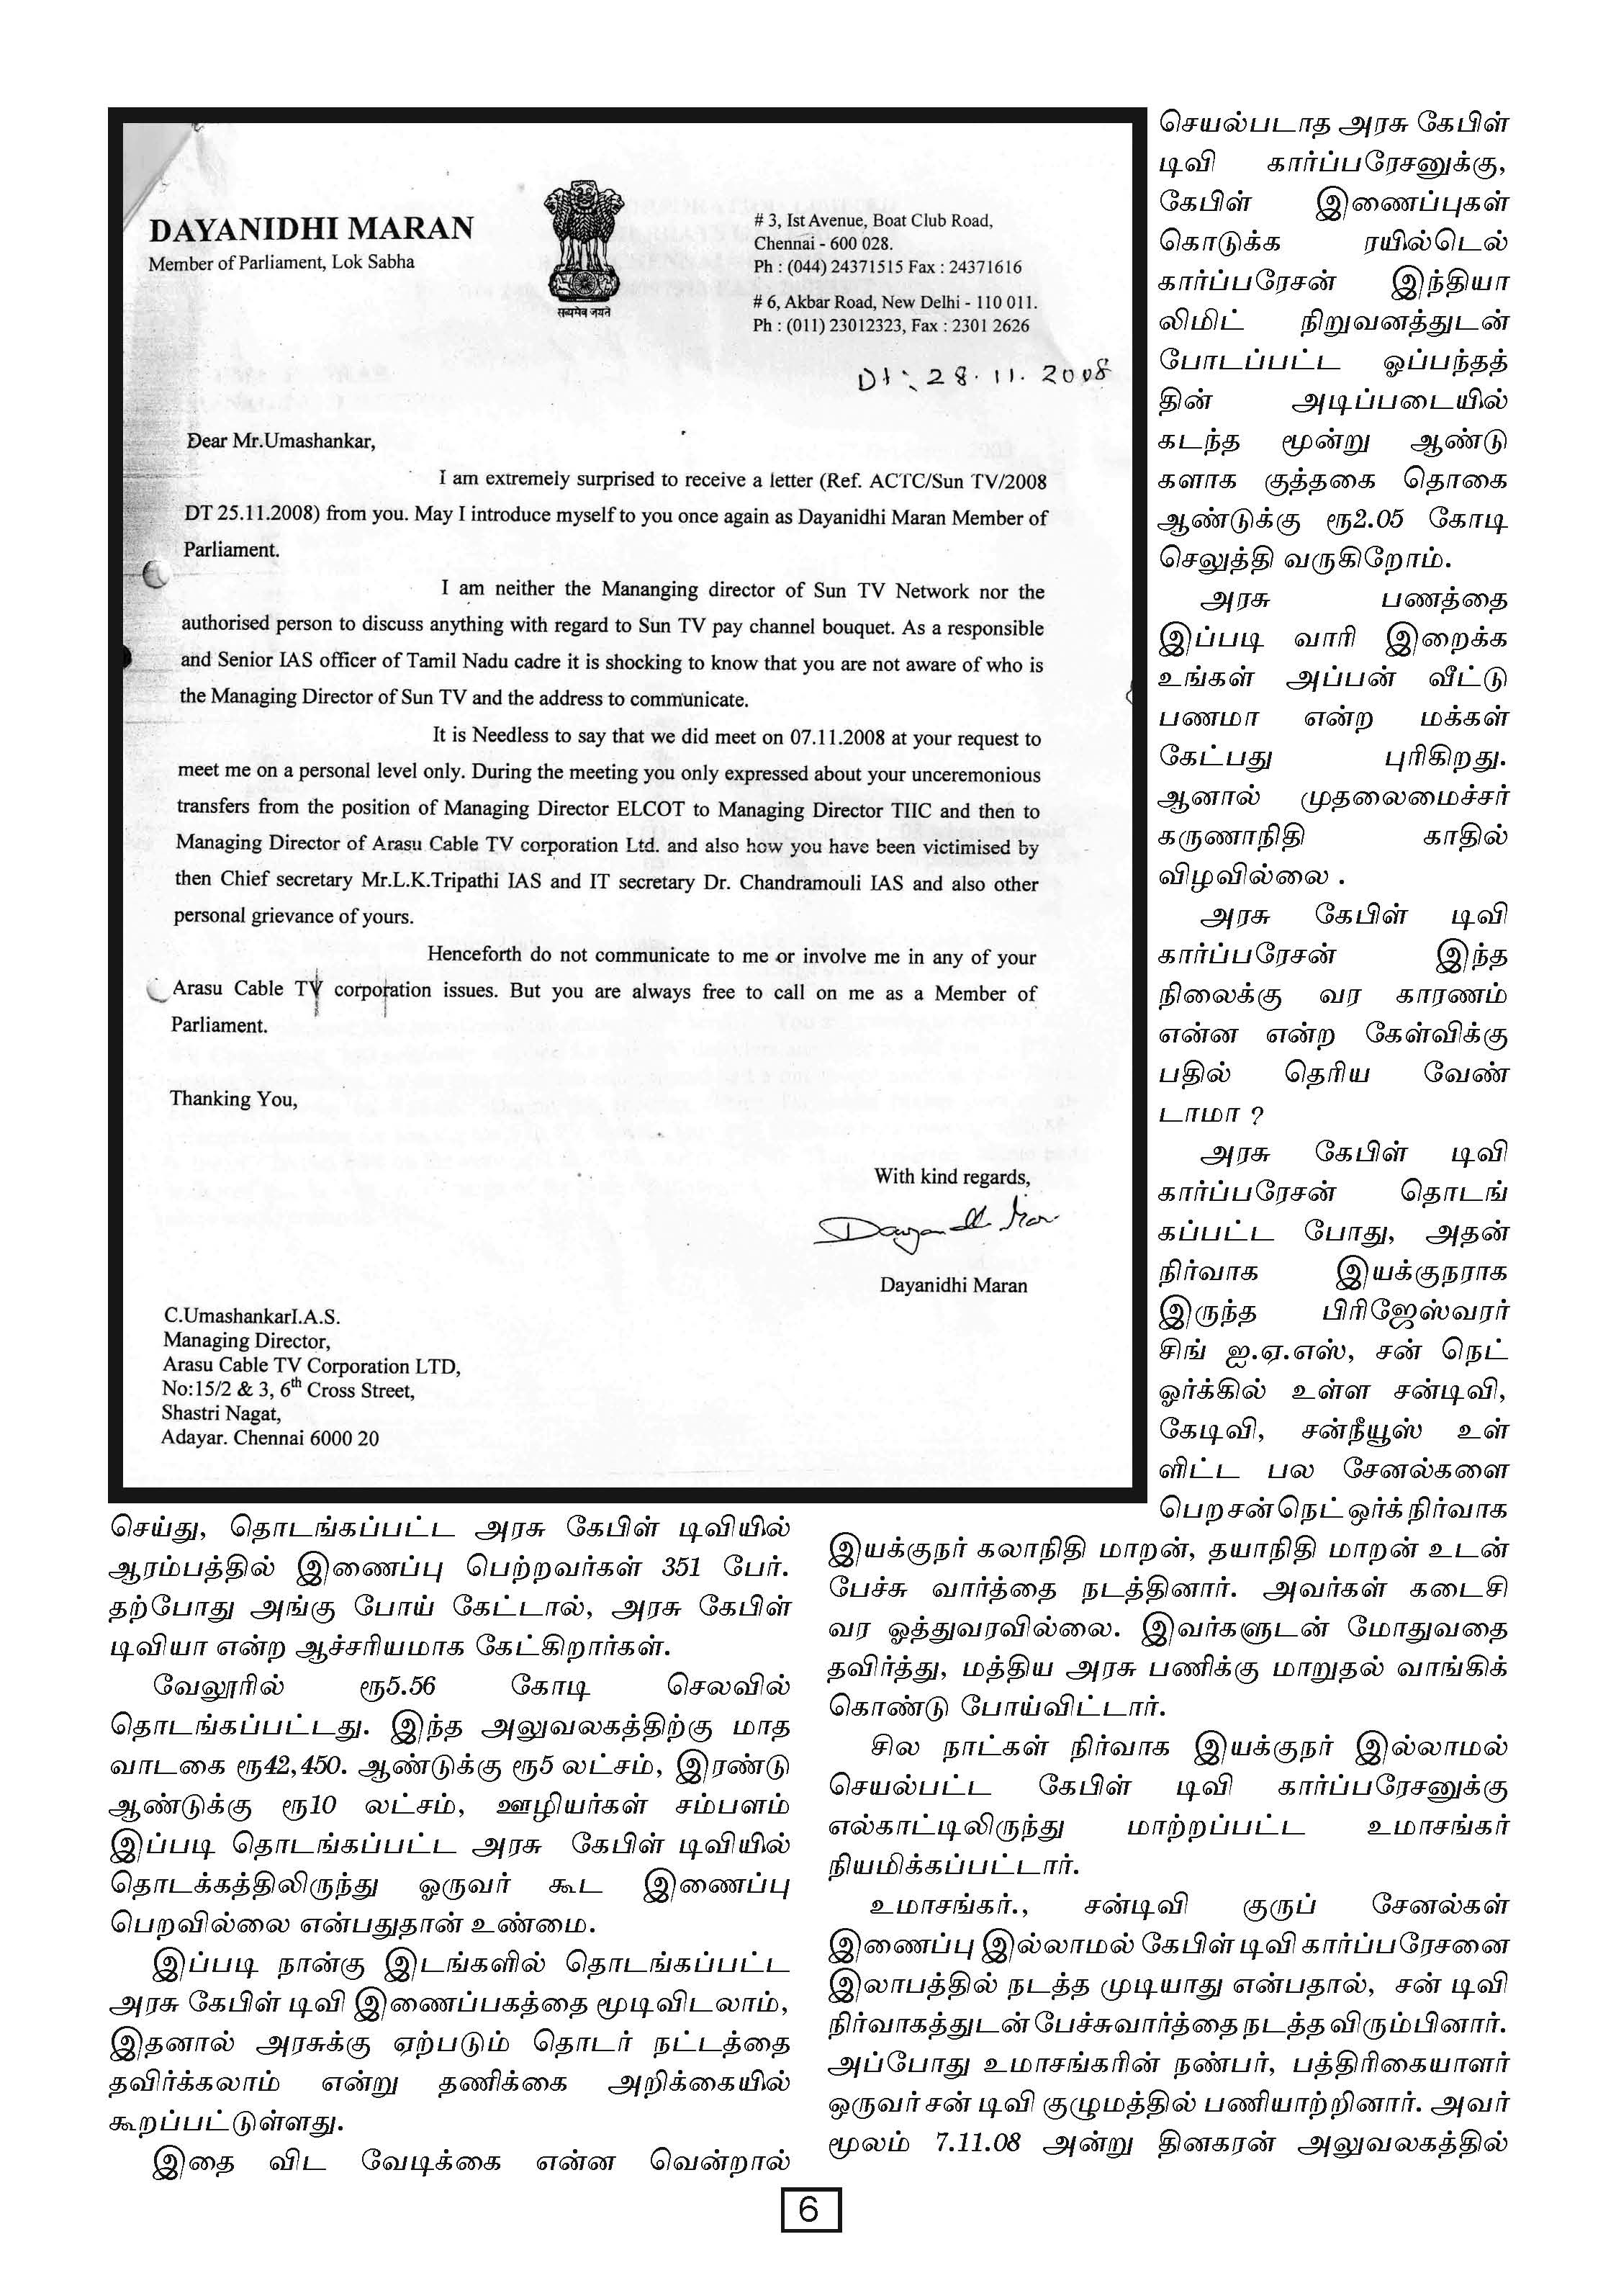 DAYANIDHI MARAN
Member of Parliament, Lok Sabha
सत्यमेव जयते
# 3, Ist Avenue, Boat Club Road,
Chennai - 600 028.
Ph : (044) 24371515 Fax : 24371616
# 6, Akbar Road, New Delhi - 110 011.
Ph : (011) 23012323, Fax : 2301 2626
Dt: 28.11.2008
Dear Mr.Umashankar,
I am extremely surprised to receive a letter (Ref. ACTC/Sun TV/2008
DT 25.11.2008) from you. May I introduce myself to you once again as Dayanidhi Maran Member of
Parliament.
I am neither the Mananging director of Sun TV Network nor the
authorised person to discuss anything with regard to Sun TV pay channel bouquet. As a responsible
and Senior IAS officer of Tamil Nadu cadre it is shocking to know that you are not aware of who is
the Managing Director of Sun TV and the address to communicate.
It is Needless to say that we did meet on 07.11.2008 at your request to
meet me on a personal level only. During the meeting you only expressed about your unceremonious
transfers from the position of Managing Director ELCOT to Managing Director TIIC and then to
Managing Director of Arasu Cable TV corporation Ltd. and also how you have been victimised by
then Chief secretary Mr.L.K.Tripathi IAS and IT secretary Dr. Chandramouli IAS and also other
personal grievance of yours.
Henceforth do not communicate to me or involve me in any of your
Arasu Cable TV corporation issues. But you are always free to call on me as a Member of
Parliament.
Thanking You,
With kind regards,
Dayanidhi Maran
Dayanidhi Maran
C.UmashankarI.A.S.
Managing Director,
Arasu Cable TV Corporation LTD,
No:15/2 & 3, 6th Cross Street,
Shastri Nagat,
Adayar. Chennai 6000 20
செய்து, தொடங்கப்பட்ட அரசு கேபிள் டிவியில்
ஆரம்பத்தில் இணைப்பு பெற்றவர்கள் 351 பேர்.
தற்போது அங்கு போய் கேட்டால், அரசு கேபிள்
டிவியா என்ற ஆச்சரியமாக கேட்கிறார்கள்.
வேலூரில் ரூ5.56 கோடி செலவில்
தொடங்கப்பட்டது. இந்த அலுவலகத்திற்கு மாத
வாடகை ரூ42,450. ஆண்டுக்கு ரூ5 லட்சம், இரண்டு
ஆண்டுக்கு ரூ10 லட்சம், ஊழியர்கள் சம்பளம்
இப்படி தொடங்கப்பட்ட அரசு கேபிள் டிவியில்
தொடக்கத்திலிருந்து ஓருவர் கூட இணைப்பு
பெறவில்லை என்பதுதான் உண்மை.
இப்படி நான்கு இடங்களில் தொடங்கப்பட்ட
அரசு கேபிள் டிவி இணைப்பகத்தை மூடிவிடலாம்,
இதனால் அரசுக்கு ஏற்படும் தொடர் நட்டத்தை
தவிர்க்கலாம் என்று தணிக்கை அறிக்கையில்
கூறப்பட்டுள்ளது.
இதை விட வேடிக்கை என்ன வென்றால்
செயல்படாத அரசு கேபிள்
டிவி கார்ப்பரேசனுக்கு,
கேபிள் இணைப்புகள்
கொடுக்க ரயில்டெல்
கார்ப்பரேசன் இந்தியா
லிமிட் நிறுவனத்துடன்
போடப்பட்ட ஓப்பந்தத்
தின் அடிப்படையில்
கடந்த மூன்று ஆண்டு
களாக குத்தகை தொகை
ஆண்டுக்கு ரூ2.05 கோடி
செலுத்தி வருகிறோம்.
அரசு பணத்தை
இப்படி வாரி இறைக்க
உங்கள் அப்பன் வீட்டு
பணமா என்ற மக்கள்
கேட்பது புரிகிறது.
ஆனால் முதலைமைச்சர்
கருணாநிதி காதில்
விழவில்லை .
அரசு கேபிள் டிவி
கார்ப்பரேசன் இந்த
நிலைக்கு வர காரணம்
என்ன என்ற கேள்விக்கு
பதில் தெரிய வேண்
டாமா ?
அரசு கேபிள் டிவி
கார்ப்பரேசன் தொடங்
கப்பட்ட போது, அதன்
நிர்வாக இயக்குநராக
இருந்த பிரிஜேஸ்வரர்
சிங் ஐ.ஏ.எஸ், சன் நெட்
ஓர்க்கில் உள்ள சன்டிவி,
கேடிவி, சன்நீயூஸ் உள்
ளிட்ட பல சேனல்களை
பெற சன் நெட் ஒர்க் நிர்வாக
இயக்குநர் கலாநிதி மாறன், தயாநிதி மாறன் உடன்
பேச்சு வார்த்தை நடத்தினார். அவர்கள் கடைசி
வர ஓத்துவரவில்லை. இவர்களுடன் மோதுவதை
தவிர்த்து, மத்திய அரசு பணிக்கு மாறுதல் வாங்கிக்
கொண்டு போய்விட்டார்.
சில நாட்கள் நிர்வாக இயக்குநர் இல்லாமல்
செயல்பட்ட கேபிள் டிவி கார்ப்பரேசனுக்கு
எல்காட்டிலிருந்து மாற்றப்பட்ட உமாசங்கர்
நியமிக்கப்பட்டார்.
உமாசங்கர்., சன்டிவி குருப் சேனல்கள்
இணைப்பு இல்லாமல் கேபிள் டிவி கார்ப்பரேசனை
இலாபத்தில் நடத்த முடியாது என்பதால், சன் டிவி
நிர்வாகத்துடன் பேச்சுவார்த்தை நடத்த விரும்பினார்.
அப்போது உமாசங்கரின் நண்பர், பத்திரிகையாளர்
ஒருவர் சன் டிவி குழுமத்தில் பணியாற்றினார். அவர்
மூலம் 7.11.08 அன்று தினகரன் அலுவலகத்தில்
6